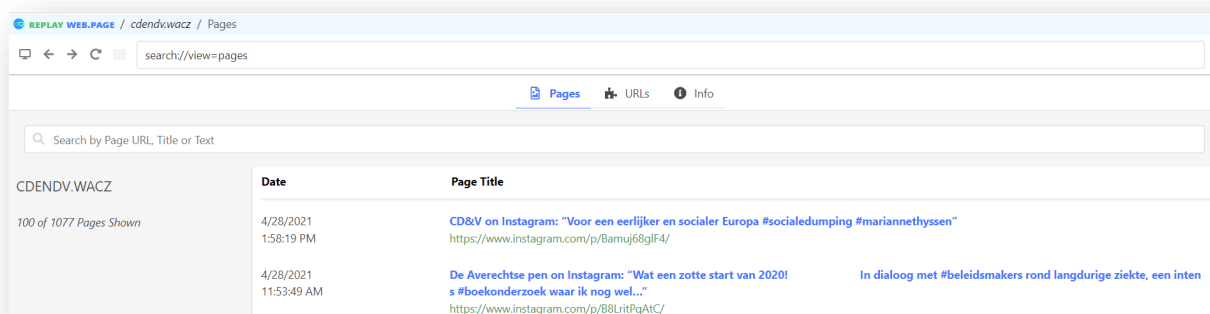 REPLAY WEB.PAGE / cdendv.wacz / Pages
search://view=pages
Pages URLs Info
Search by Page URL, Title or Text
CDENDV.WACZ
100 of 1077 Pages Shown
Date Page Title
4/28/2021 CD&V on Instagram: “Voor een eerlijker en socialer Europa #socialedumping #mariannethyssen”
1:58:19 PM https://www.instagram.com/p/Bamuj68glF4/
4/28/2021 De Averechtse pen on Instagram: “Wat een zotte start van 2020! In dialoog met #beleidsmakers rond langdurige ziekte, een inten
11:53:49 AM s #boekonderzoek waar ik nog wel…”
https://www.instagram.com/p/B8LritPqAtC/